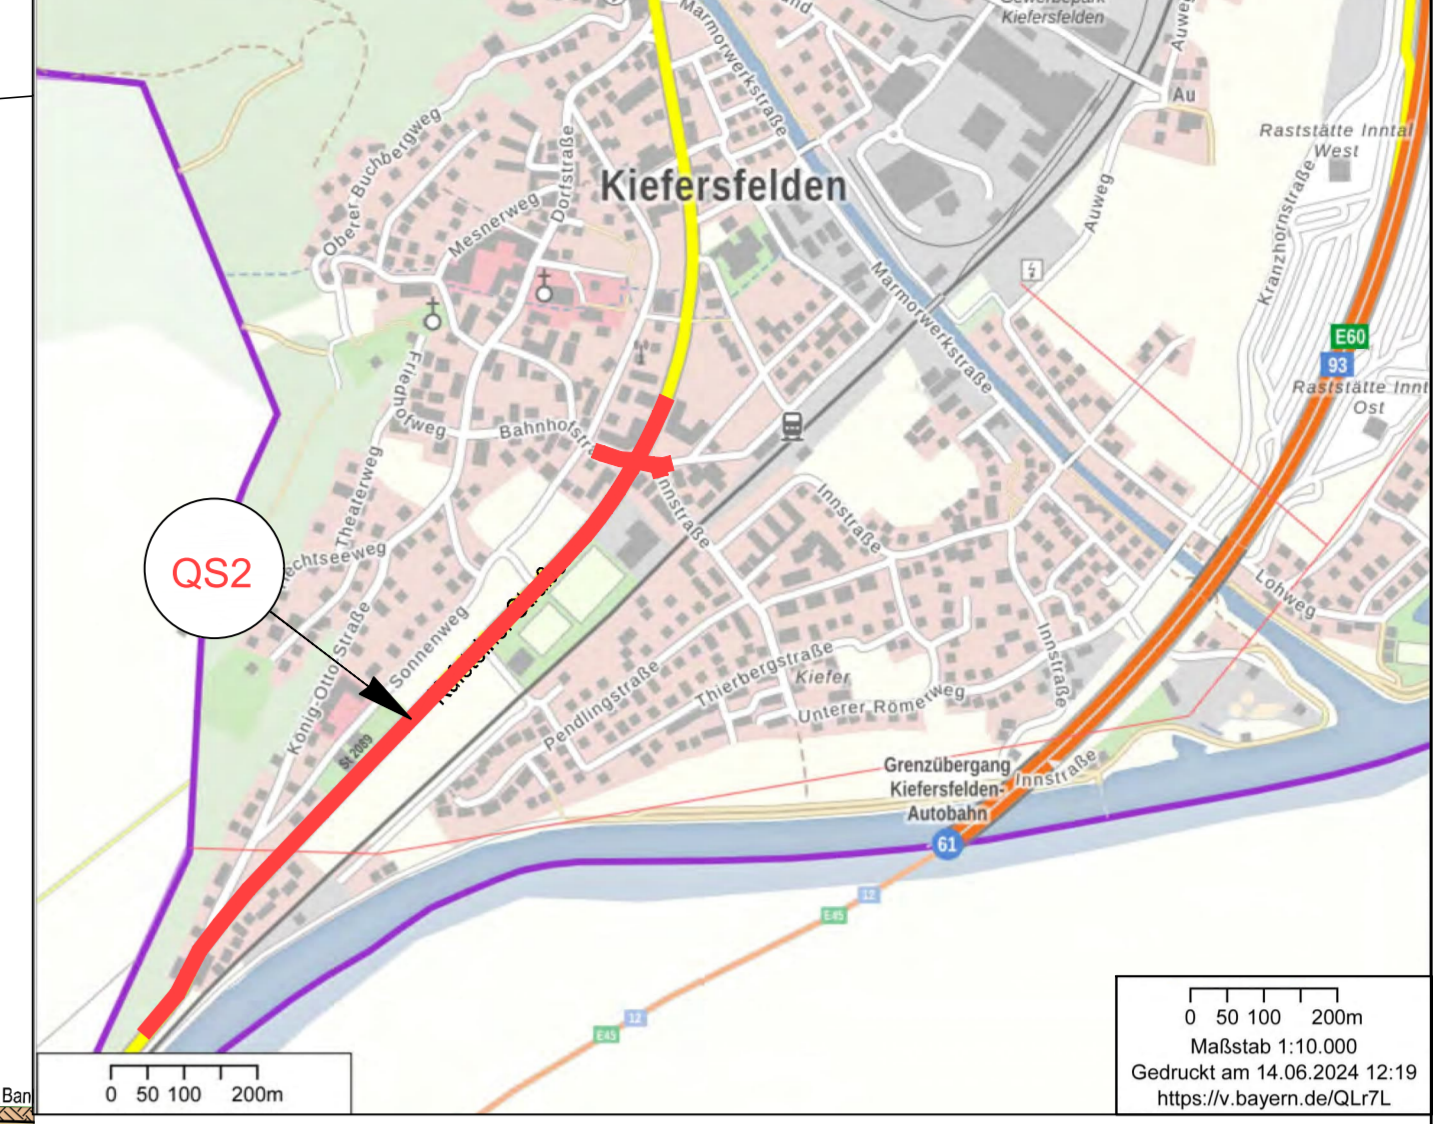 Gewerbepark
Kiefersfelden
Auweg
Marmorwerkstraße
Au
Raststätte Inntal
West
Oberer Buchbergweg
Dorfstraße
Kiefersfelden
Mesnerweg
Auweg
Kranzhornstraße
Marmorwerkstraße
E60
93
Raststätte Innt
Ost
Friedhofweg
Bahnhofstra
Theaterweg
Innstraße
Innstraße
QS2
echtseeweg
Lohweg
Sonnenweg
König-Otto-Straße
Innstraße
Thierbergstraße
Kiefer
Pendlingstraße
Unterer Römerweg
St 2089
Grenzübergang
Kiefersfelden-
Autobahn
Innstraße
61
12
E45
12
E45
Ban
0 50 100 200m
0 50 100 200m
Maßstab 1:10.000
Gedruckt am 14.06.2024 12:19
https://v.bayern.de/QLr7L